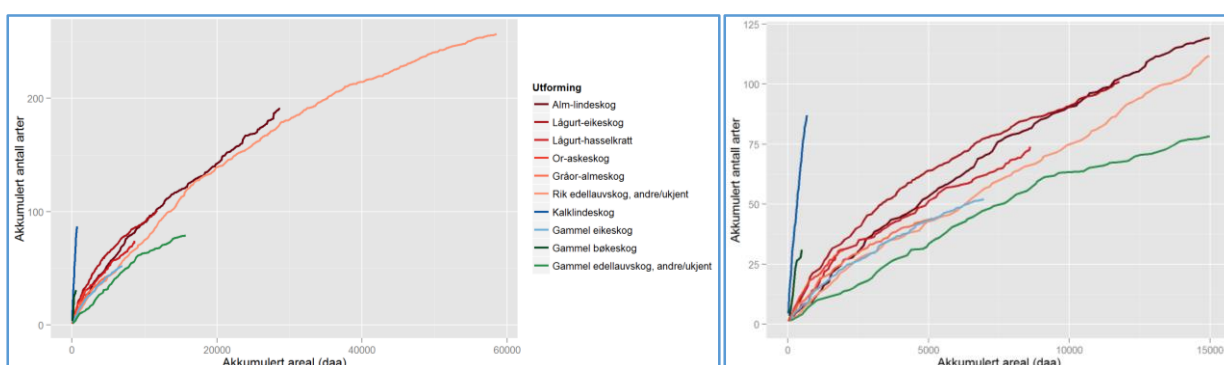 Akkumulert antall arter
200
100
0
0
20000
40000
60000
Akkumulert areal (daa)
Utforming
Alm-lindeskog
Lågurt-eikeskog
Lågurt-hasselkratt
Or-askeskog
Gråor-almeskog
Rik edellauvskog, andre/ukjent
Kalklindeskog
Gammel eikeskog
Gammel bøkeskog
Gammel edellauvskog, andre/ukjent
Akkumulert antall arter
125
100
75
50
25
0
0
5000
10000
15000
Akkumulert areal (daa)